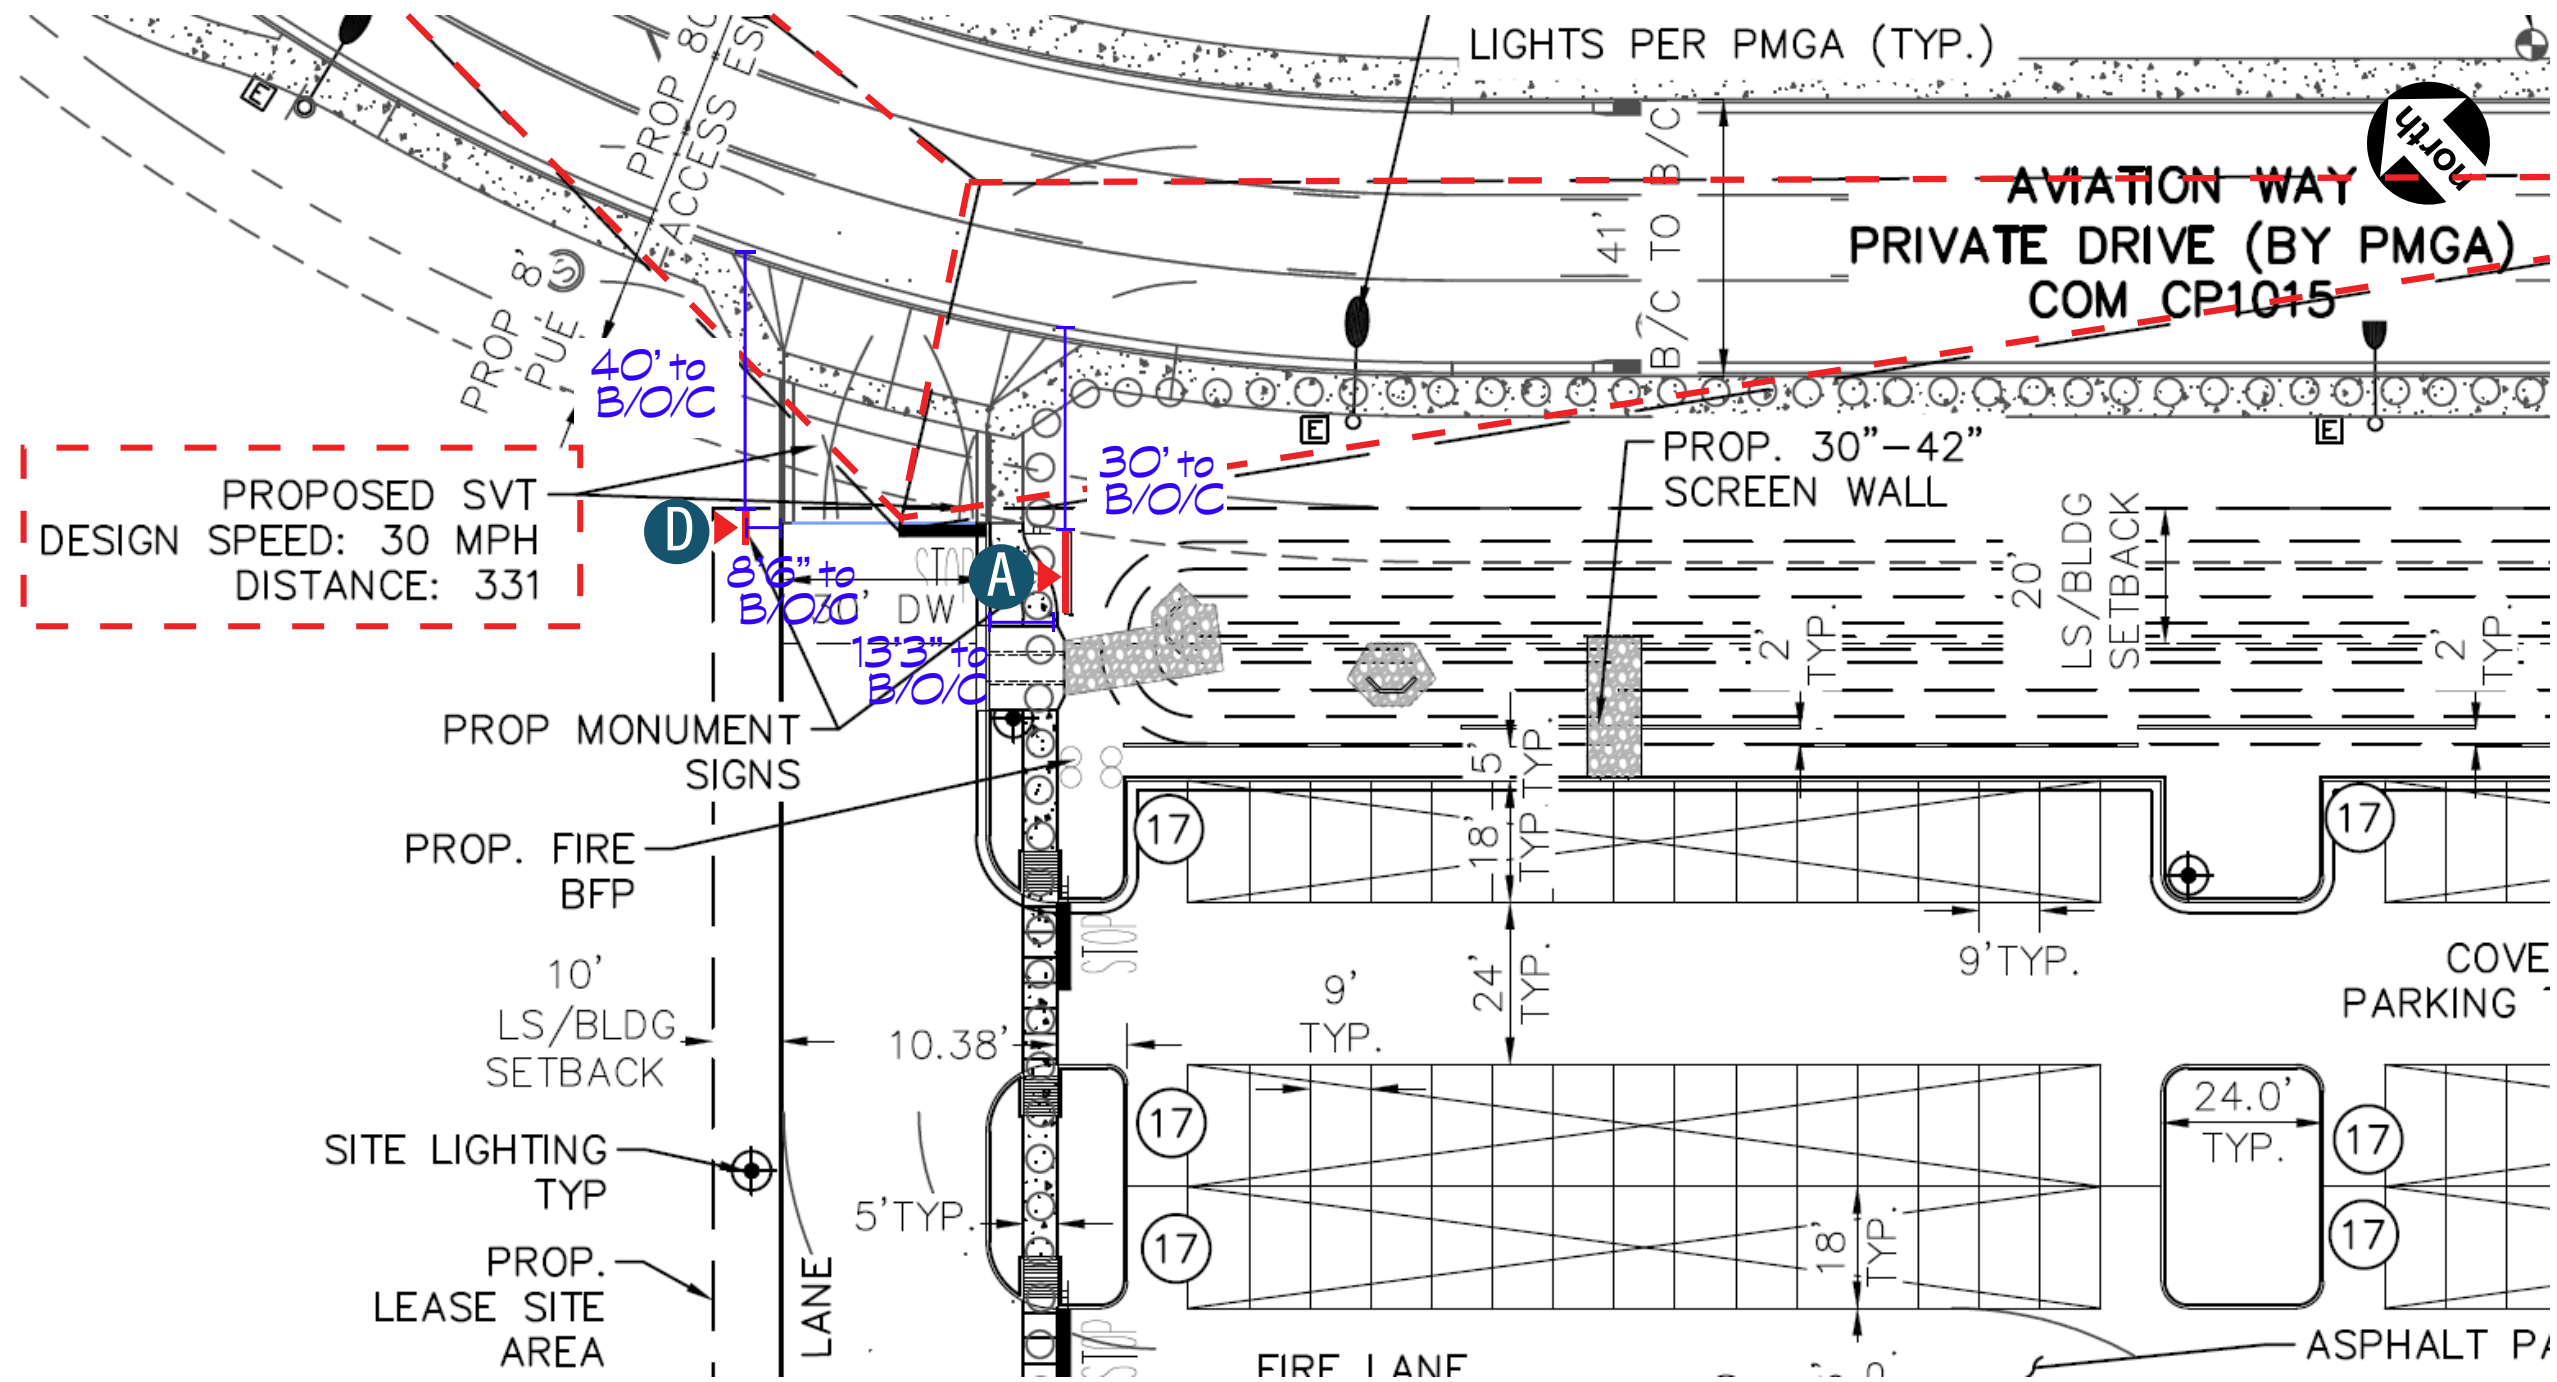 LIGHTS PER PMGA (TYP.)
E
PROP 8
ACCESS
north
AVIATION WAY
PRIVATE DRIVE (BY PMGA)
COM CP1015
41'
B/C TO B/C
PROP 8'
PUE
S
40' to
B/O/C
30' to
B/O/C
E
E
PROP. 30"-42"
SCREEN WALL
PROPOSED SVT
DESIGN SPEED: 30 MPH
DISTANCE: 331
D
A
STOP
8'6" to
B/O/C
30' DW
13'3" to
B/O/C
20'
LS/BLDG
SETBACK
2'
TYP.
2'
TYP.
PROP MONUMENT
SIGNS
5'
TYP.
PROP. FIRE
BFP
17
18'
TYP.
17
STOP
9' TYP.
10'
LS/BLDG
SETBACK
10.38'
24'
TYP.
9'
TYP.
PARKING
17
24.0'
TYP.
17
SITE LIGHTING
TYP
5' TYP.
17
18'
TYP.
17
PROP.
LEASE SITE
AREA
LANE
STOP
FIRE LANE
ASPHALT